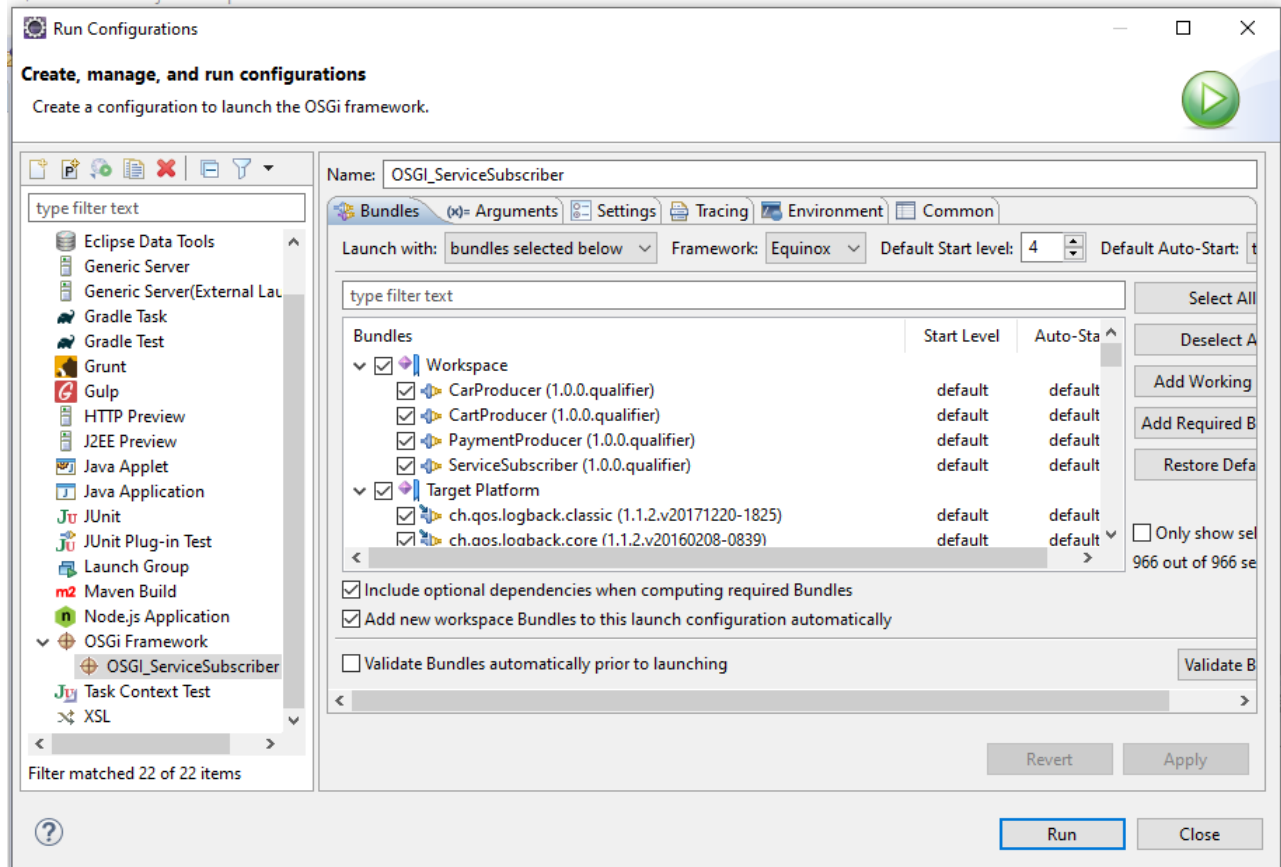 Run Configurations
Create, manage, and run configurations
Create a configuration to launch the OSGi framework.
type filter text
Eclipse Data Tools
Generic Server
Generic Server(External Lau
Gradle Task
Gradle Test
Grunt
Gulp
HTTP Preview
J2EE Preview
Java Applet
Java Application
JUnit
JUnit Plug-in Test
Launch Group
m2 Maven Build
Node.js Application
OSGi Framework
OSGI_ServiceSubscriber
Task Context Test
XSL
Filter matched 22 of 22 items
Name: OSGI_ServiceSubscriber
Bundles (x)= Arguments Settings Tracing Environment Common
Launch with: bundles selected below Framework: Equinox Default Start level: 4 Default Auto-Start: t
type filter text
Bundles Start Level Auto-Sta
Workspace
CarProducer (1.0.0.qualifier) default default
CartProducer (1.0.0.qualifier) default default
PaymentProducer (1.0.0.qualifier) default default
ServiceSubscriber (1.0.0.qualifier) default default
Target Platform
ch.qos.logback.classic (1.1.2.v20171220-1825) default default
ch.qos.logback.core (1.1.2.v20160208-0839) default default
Select All
Deselect A
Add Working
Add Required B
Restore Defa
Only show sel
966 out of 966 se
Include optional dependencies when computing required Bundles
Add new workspace Bundles to this launch configuration automatically
Validate Bundles automatically prior to launching Validate B
Revert Apply
Run Close